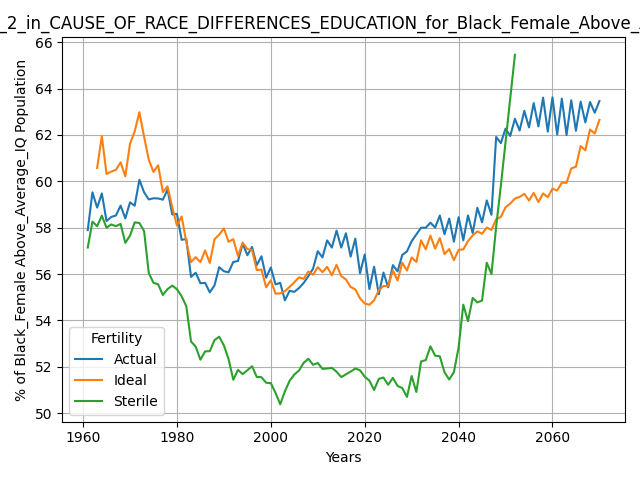 _2_in_CAUSE_OF_RACE_DIFFERENCES_EDUCATION_for_Black_Female_Above_
% of Black_Female Above_Average_IQ Population
66
64
62
60
58
56
54
52
50
Fertility
Actual
Ideal
Sterile
1960
1980
2000
2020
2040
2060
Years